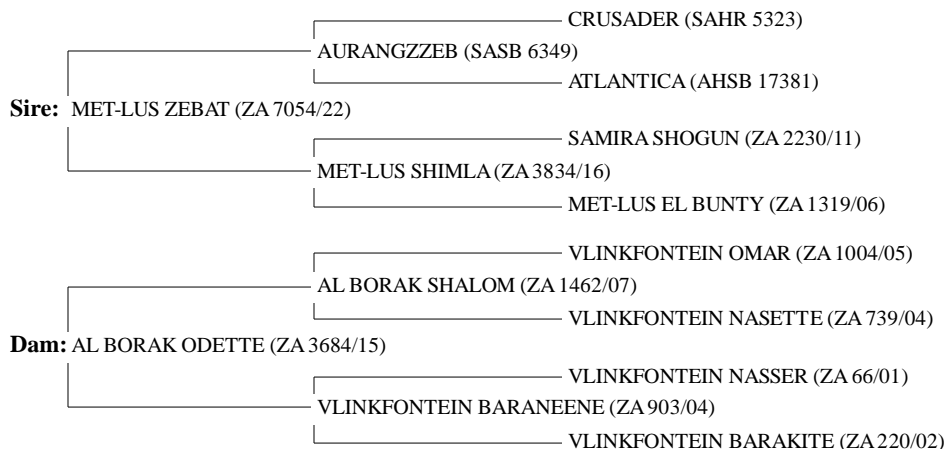 CRUSADER (SAHR 5323)
AURANGZZEB (SASB 6349)
ATLANTICA (AHSB 17381)
Sire: MET-LUS ZEBAT (ZA 7054/22)
SAMIRA SHOGUN (ZA 2230/11)
MET-LUS SHIMLA (ZA 3834/16)
MET-LUS EL BUNTY (ZA 1319/06)
VLINKFONTEIN OMAR (ZA 1004/05)
AL BORAK SHALOM (ZA 1462/07)
VLINKFONTEIN NASETTE (ZA 739/04)
Dam: AL BORAK ODETTE (ZA 3684/15)
VLINKFONTEIN NASSER (ZA 66/01)
VLINKFONTEIN BARANEENE (ZA 903/04)
VLINKFONTEIN BARAKITE (ZA 220/02)